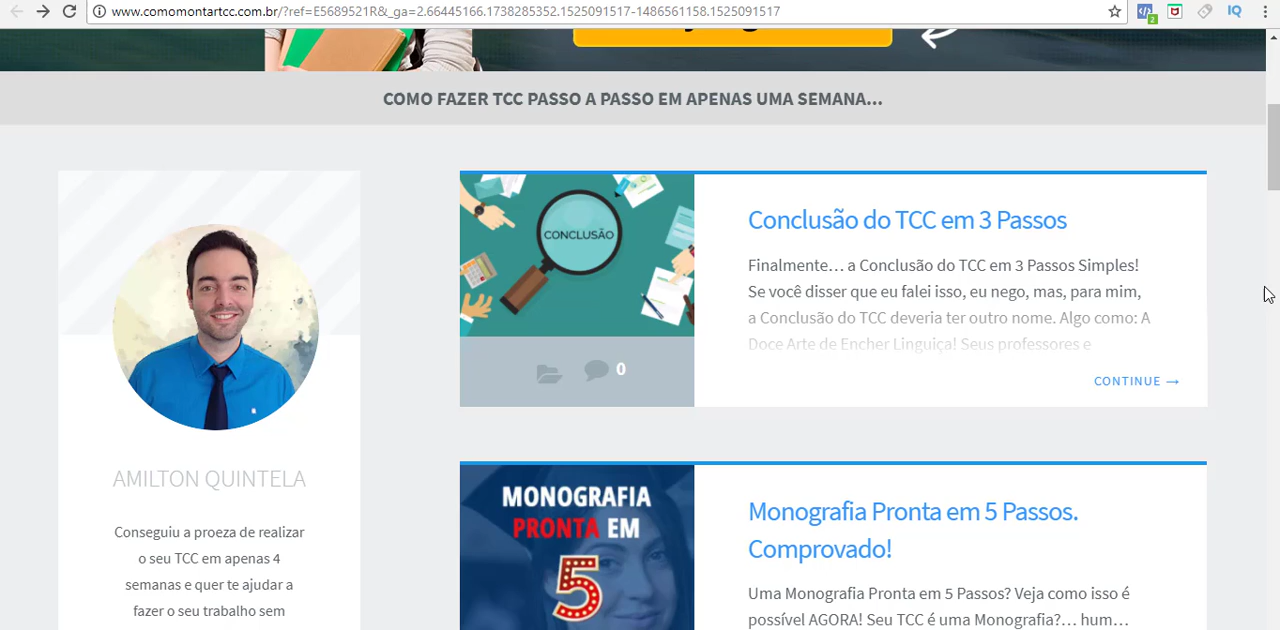 www.comomontartcc.com.br/?ref=E5689521R&_ga=2.66445166.1738285352.1525091517-1486561158.1525091517
2
IQ
COMO FAZER TCC PASSO A PASSO EM APENAS UMA SEMANA...
AMILTON QUINTELA
Conseguiu a proeza de realizar
o seu TCC em apenas 4
semanas e quer te ajudar a
fazer o seu trabalho sem
CONCLUSÃO
0
Conclusão do TCC em 3 Passos
Finalmente… a Conclusão do TCC em 3 Passos Simples!
Se você disser que eu falei isso, eu nego, mas, para mim,
a Conclusão do TCC deveria ter outro nome. Algo como: A
Doce Arte de Encher Linguiça! Seus professores e
CONTINUE →
MONOGRAFIA
PRONTA EM
5
Monografia Pronta em 5 Passos.
Comprovado!
Uma Monografia Pronta em 5 Passos? Veja como isso é
possível AGORA! Seu TCC é uma Monografia?… hum…